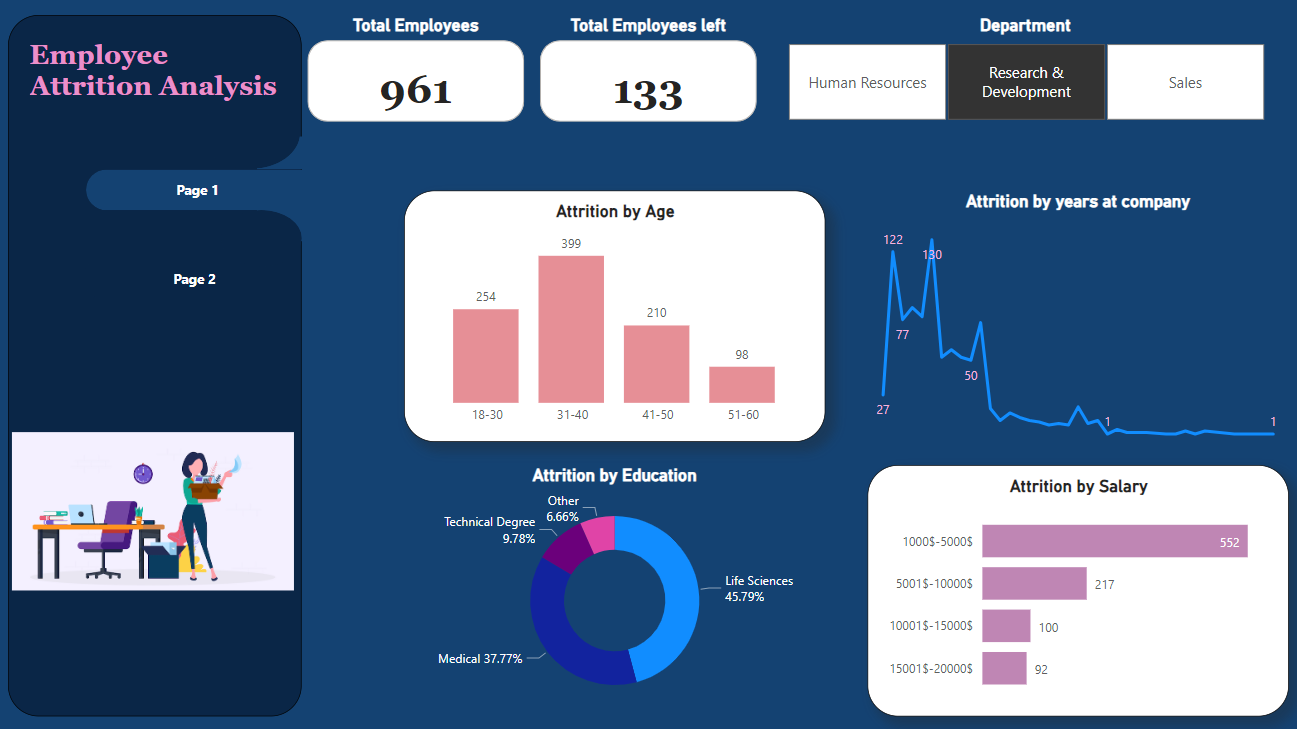 Employee
Attrition Analysis
Page 1
Page 2
Total Employees
961
Total Employees left
133
Department
Human Resources
Research &
Development
Sales
Attrition by Age
399
254
210
98
18-30
31-40
41-50
51-60
Attrition by years at company
122
130
77
50
27
1
1
Attrition by Education
Other
6.66%
Technical Degree
9.78%
Life Sciences
45.79%
Medical 37.77%
Attrition by Salary
1000$-5000$
552
5001$-10000$
217
10001$-15000$
100
15001$-20000$
92